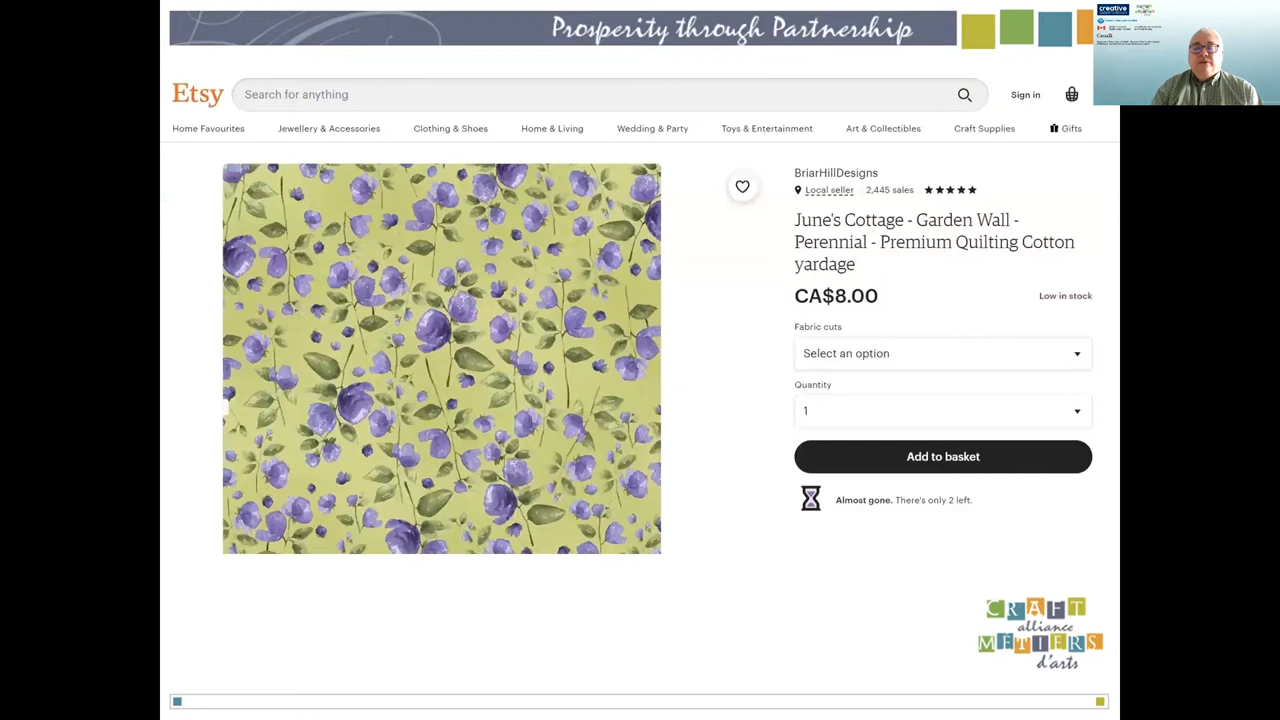 Prosperity through Partnership
creative
Canada
Etsy
Search for anything
Sign in
Home Favourites
Jewellery & Accessories
Clothing & Shoes
Home & Living
Wedding & Party
Toys & Entertainment
Art & Collectibles
Craft Supplies
Gifts
BriarHillDesigns
Local seller
2,445 sales
June's Cottage - Garden Wall -
Perennial - Premium Quilting Cotton
yardage
CA$8.00
Low in stock
Fabric cuts
Select an option
Quantity
1
Add to basket
Almost gone. There's only 2 left.
CRAFT
alliance
METIERS
d'arts